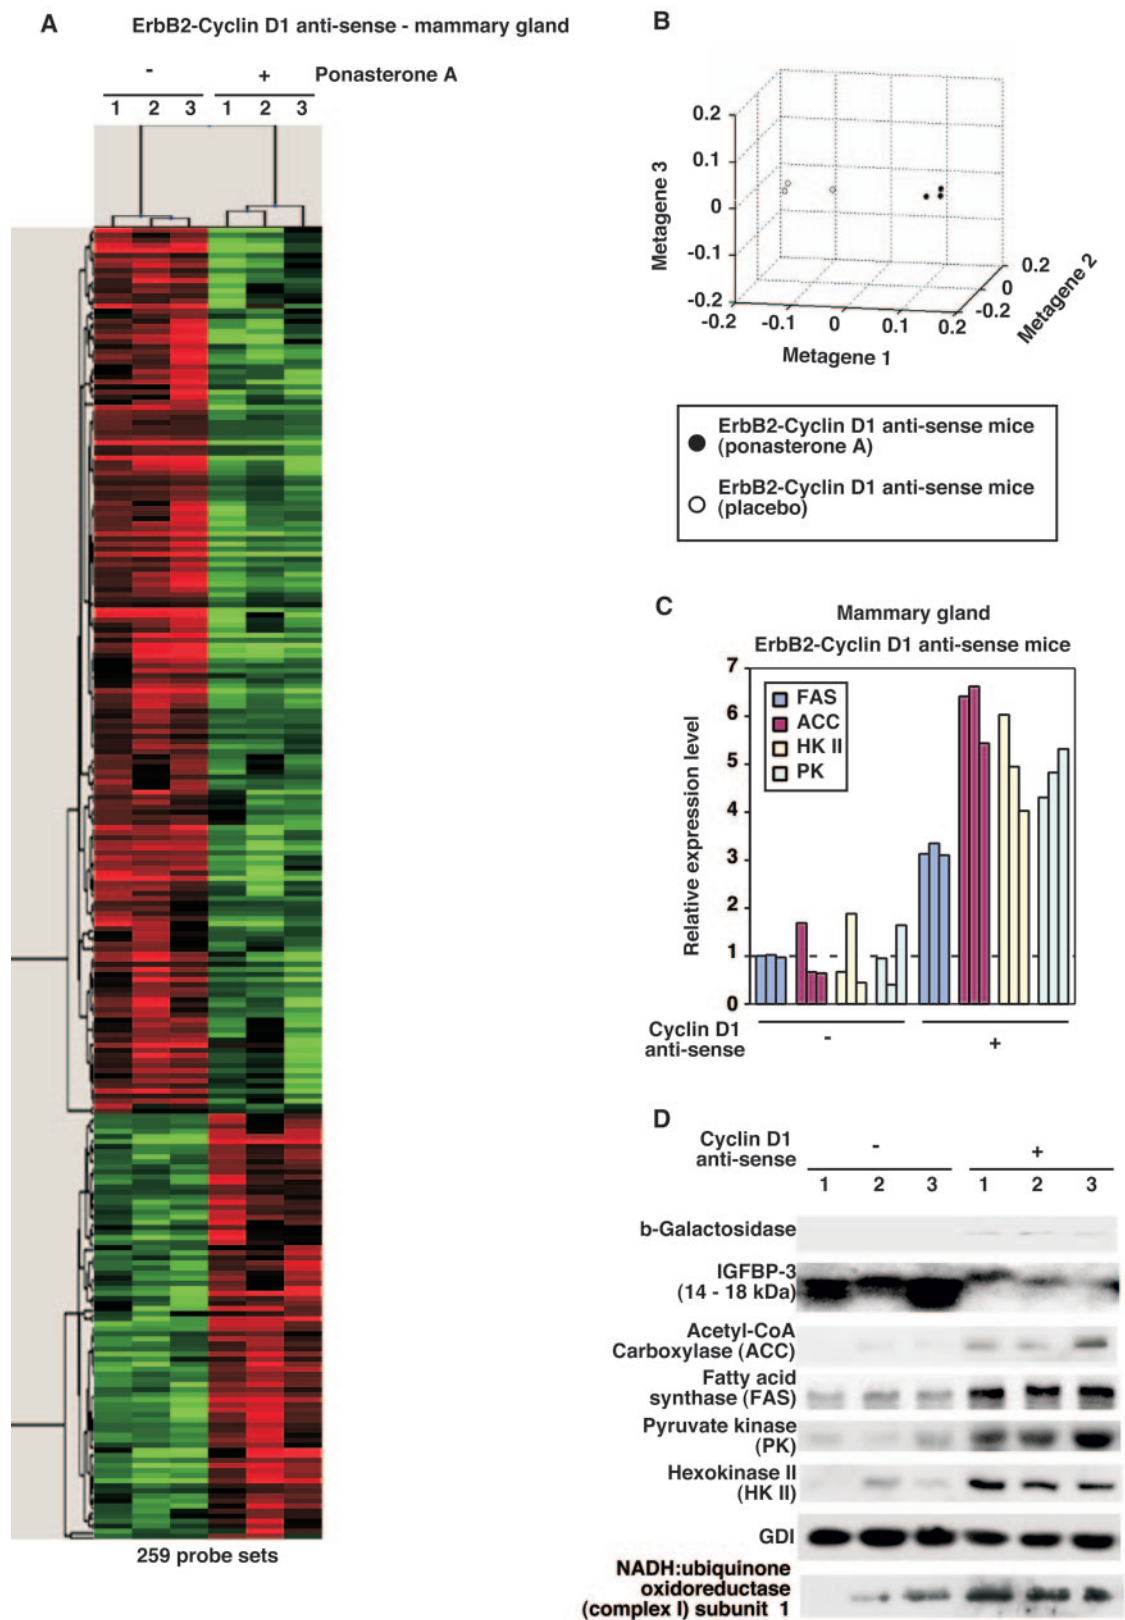 A
ErbB2-Cyclin D1 anti-sense - mammary gland
- + Ponasterone A
1 2 3 1 2 3
259 probe sets
B
0.2
0.1
0
-0.1
-0.2
Metagene 3
-0.2 -0.1 0 0.1 0.2
Metagene 1
-0.2
0
0.2
Metagene 2
ErbB2-Cyclin D1 anti-sense mice
(ponasterone A)
ErbB2-Cyclin D1 anti-sense mice
(placebo)
C
Mammary gland
ErbB2-Cyclin D1 anti-sense mice
7
6
5
4
3
2
1
0
Relative expression level
FAS
ACC
HK II
PK
Cyclin D1
anti-sense
- +
D
Cyclin D1
anti-sense
- +
1 2 3 1 2 3
b-Galactosidase
IGFBP-3
(14 - 18 kDa)
Acetyl-CoA
Carboxylase (ACC)
Fatty acid
synthase (FAS)
Pyruvate kinase
(PK)
Hexokinase II
(HK II)
GDI
NADH:ubiquinone
oxidoreductase
(complex I) subunit 1